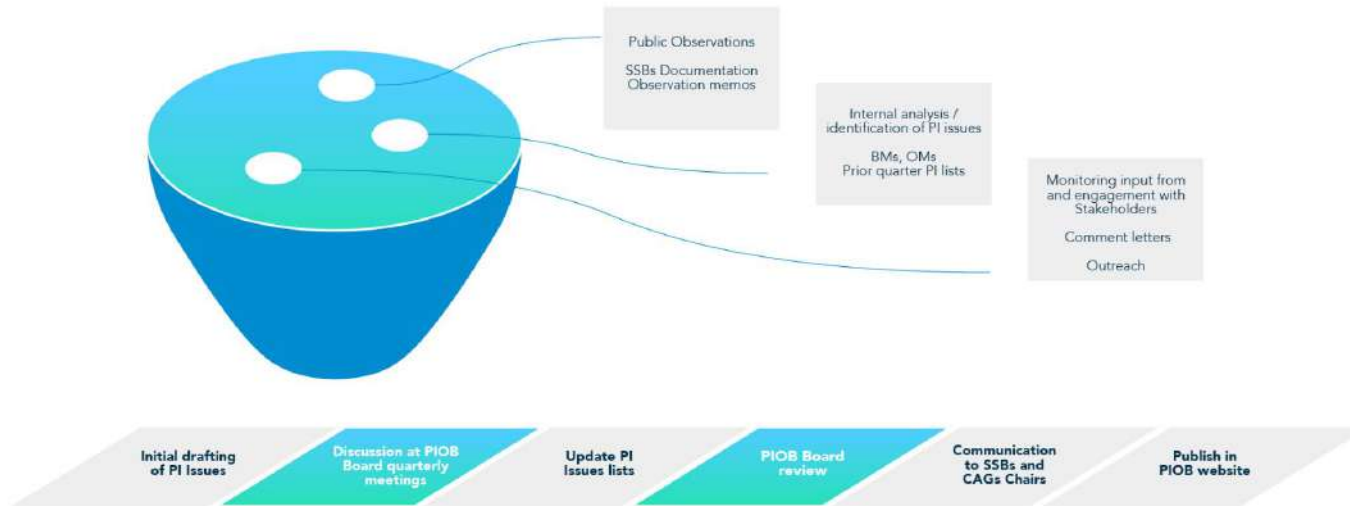 Public Observations
SSBs Documentation
Observation memos
Internal analysis /
identification of PI issues
BMs, OMs
Prior quarter PI lists
Monitoring input from
and engagement with
Stakeholders
Comment letters
Outreach
Initial drafting
of PI Issues
Discussion at PIOB
Board quarterly
meetings
Update PI
Issues lists
PIOB Board
review
Communication
to SSBs and
CAGs Chairs
Publish in
PIOB website